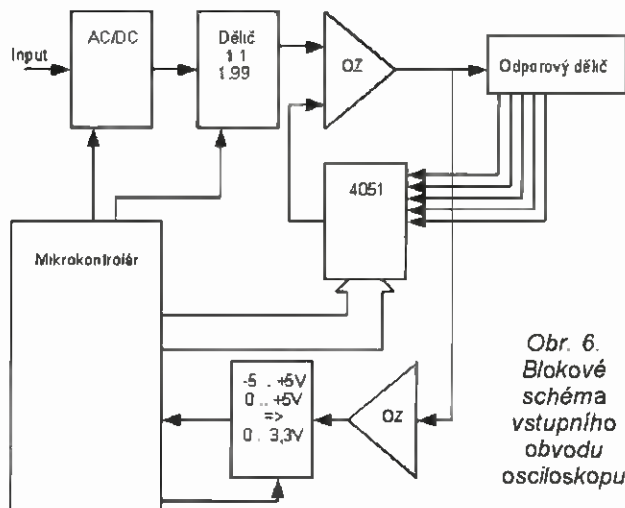 Input
AC/DC
Dělič
1 1
1.99
OZ
Odporový dělič
4051
Mikrokontrolér
-5 .. +5V
0 .. +5V
=>
0 . 3,3V
OZ
Obr. 6.
Blokové
schéma
vstupního
obvodu
osciloskopu